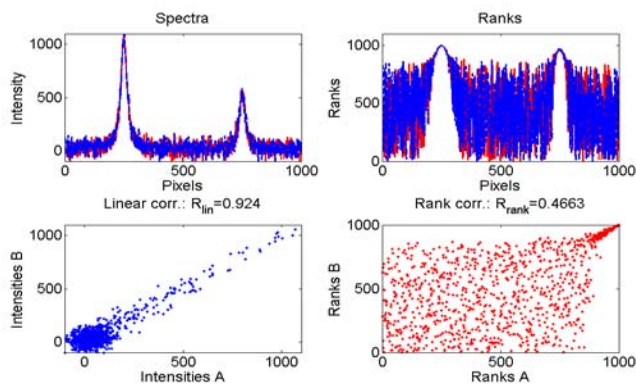 Spectra
1000
500
0
Intensity
0
500
1000
Pixels
Ranks
1000
500
0
Ranks
0
500
1000
Pixels
Linear corr.: Rlin=0.924
1000
500
0
Intensities B
0
500
1000
Intensities A
Rank corr.: Rrank=0.4663
1000
500
0
Ranks B
0
500
1000
Ranks A